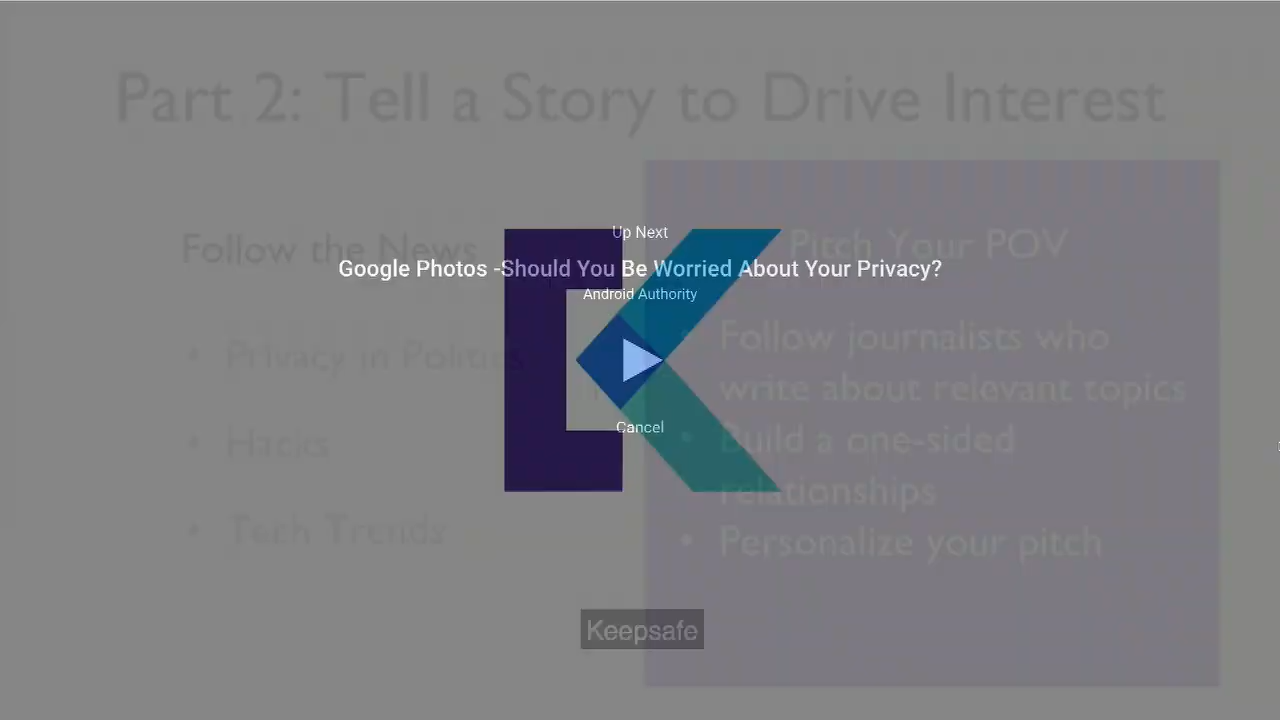 Part 2: Tell a Story to Drive Interest
Up Next
Google Photos -Should You Be Worried About Your Privacy?
Android Authority
Cancel
Follow the News
• Privacy in Politics
• Hacks
• Tech Trends
Pitch Your POV
• Follow journalists who
write about relevant topics
• Build a one-sided
relationships
• Personalize your pitch
Keepsafe